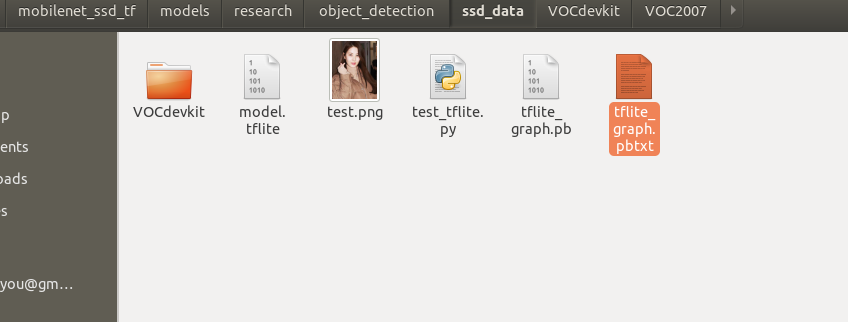 mobilenet_ssd_tf models research object_detection ssd_data VOCdevkit VOC2007
1
10
101
1010
1
10
101
1010
VOCdevkit
model.
tflite
test.png
test_tflite.
py
tflite_
graph.pb
tflite_
graph.
pbtxt
p
ents
oads
es
you@gm…